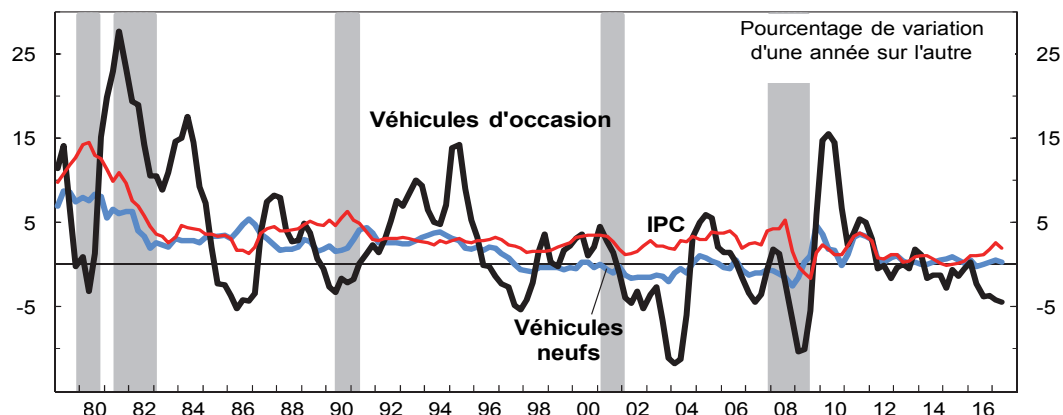 Pourcentage de variation
d'une année sur l'autre
25 25
Véhicules d'occasion
15 15
IPC
5 5
-5 -5
Véhicules
neufs
80 82 84 86 88 90 92 94 96 98 00 02 04 06 08 10 12 14 16